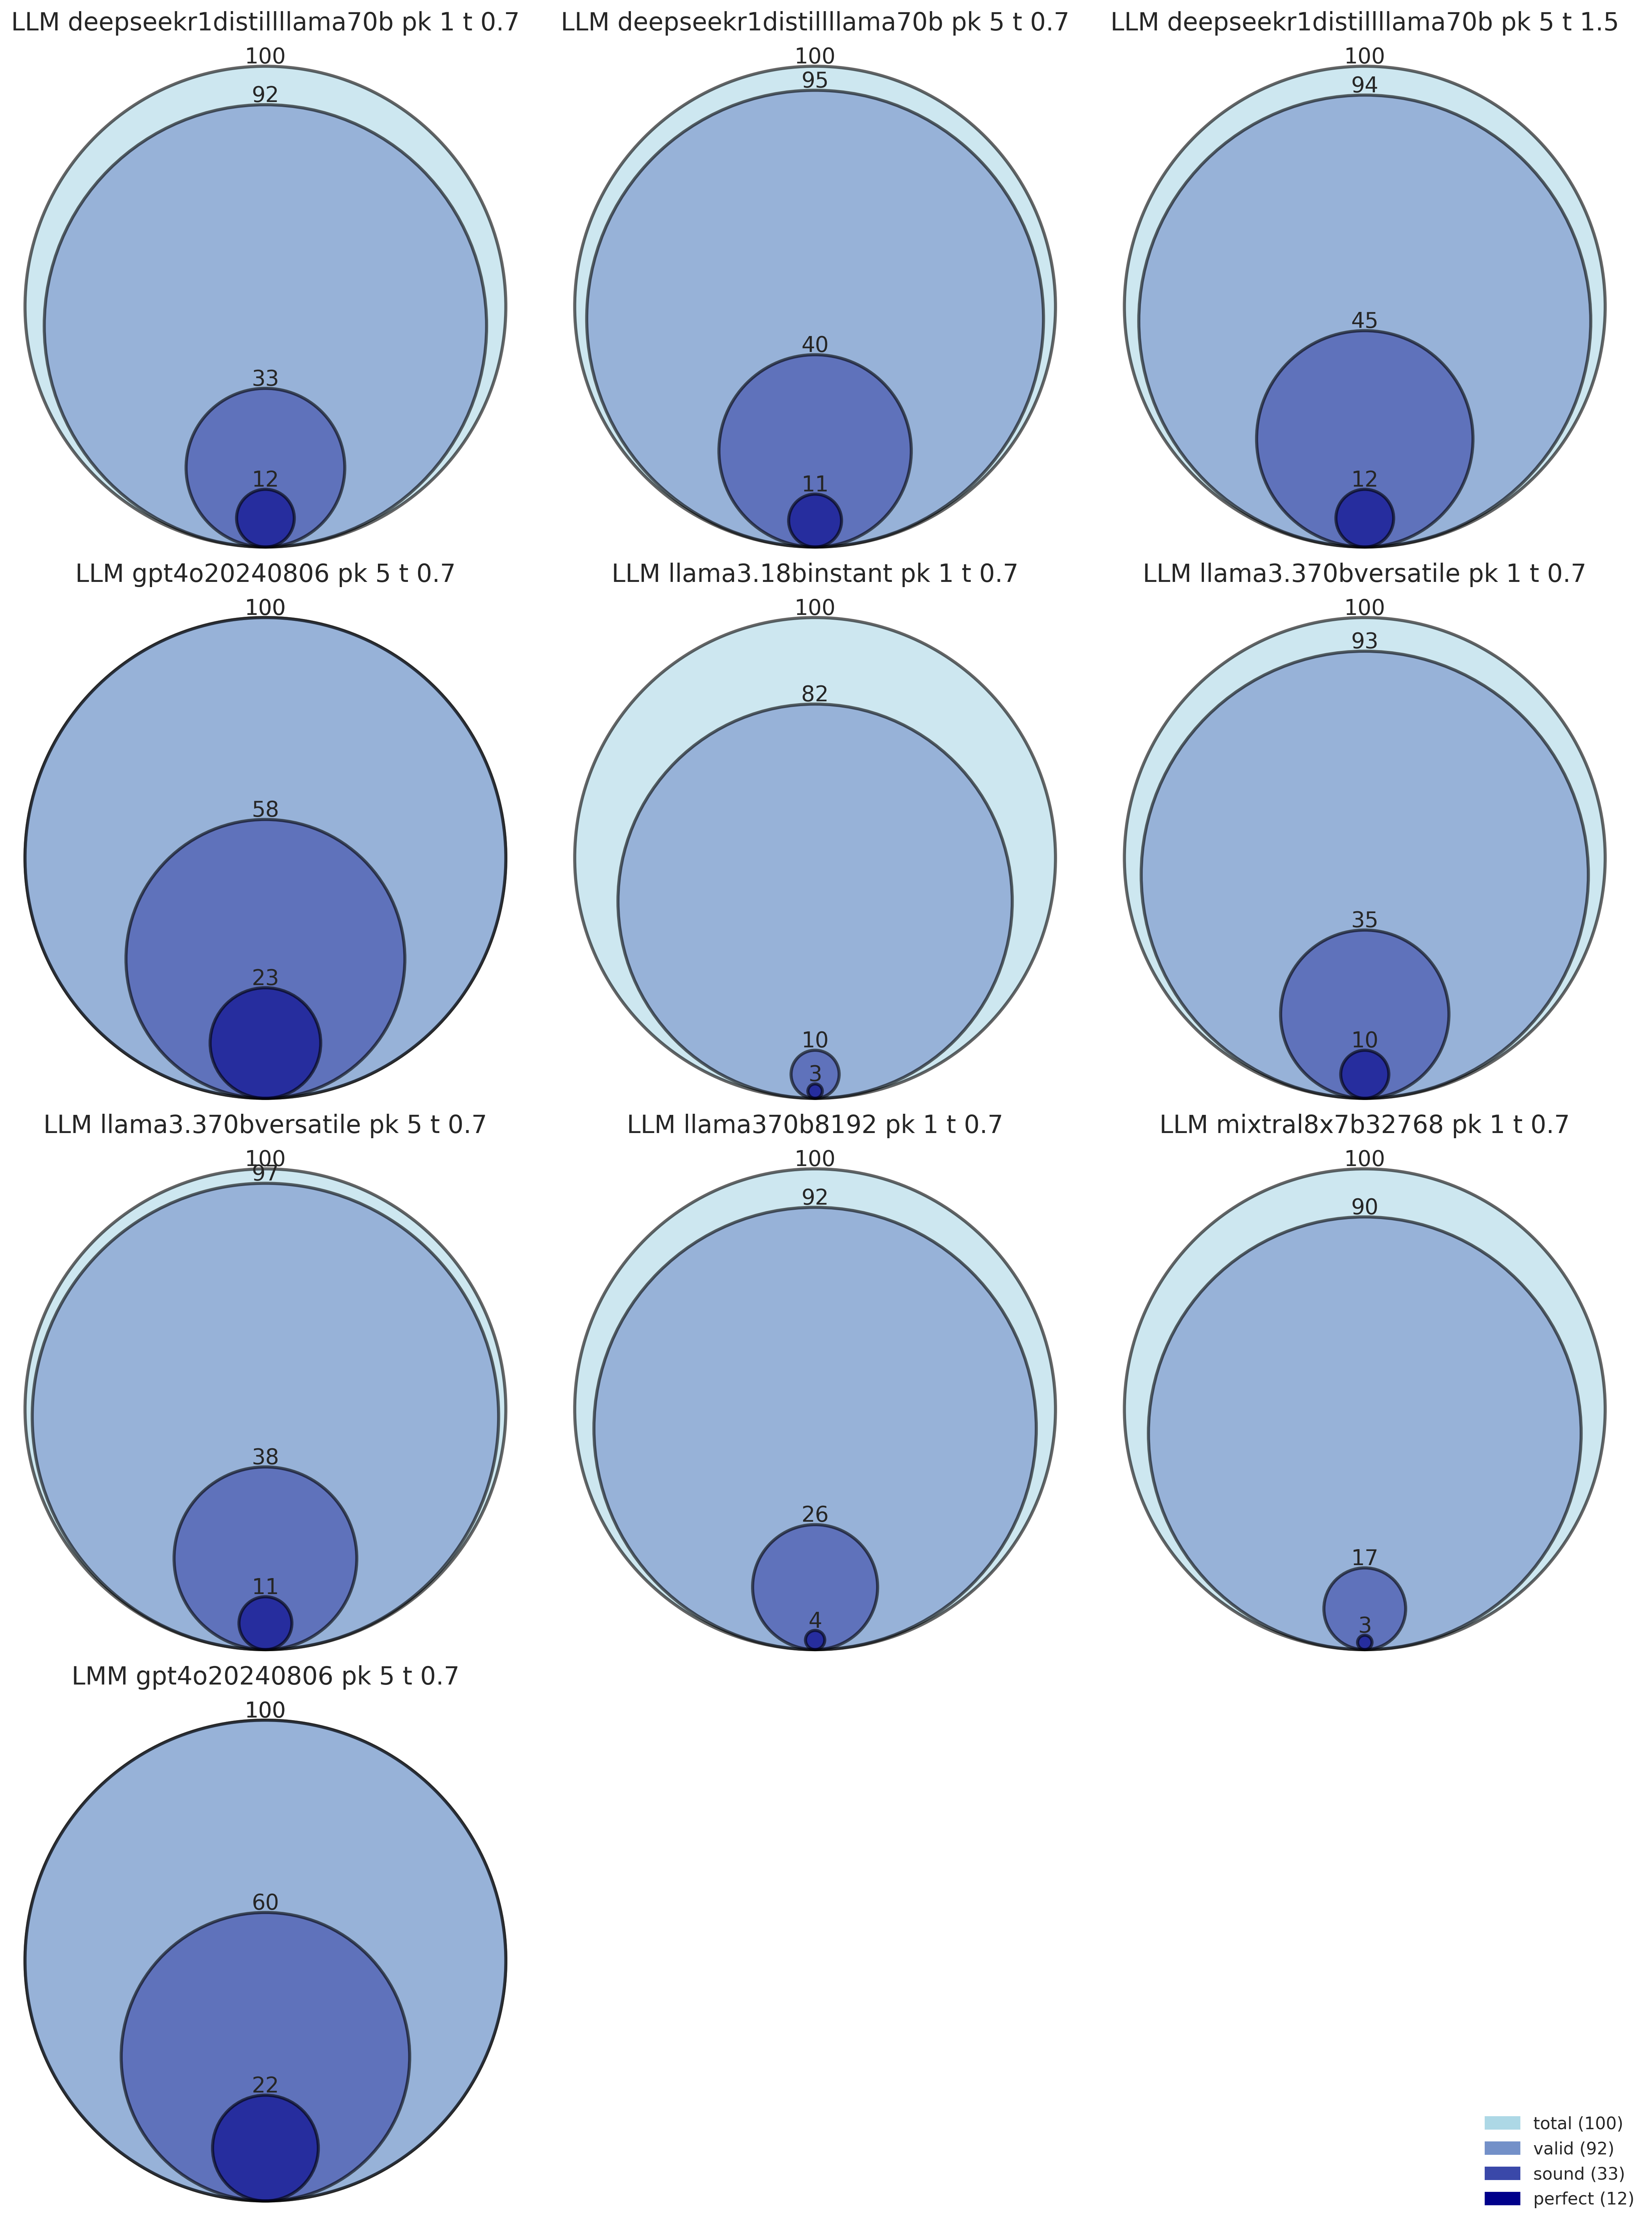 LLM deepseekr1distillllama70b pk 1 t 0.7
100
92
33
12
LLM deepseekr1distillllama70b pk 5 t 0.7
100
95
40
11
LLM deepseekr1distillllama70b pk 5 t 1.5
100
94
45
12
LLM gpt4o20240806 pk 5 t 0.7
100
58
23
LLM llama3.18binstant pk 1 t 0.7
100
82
10
3
LLM llama3.370bversatile pk 1 t 0.7
100
93
35
10
LLM llama3.370bversatile pk 5 t 0.7
100
97
38
11
LLM llama370b8192 pk 1 t 0.7
100
92
26
4
LLM mixtral8x7b32768 pk 1 t 0.7
100
90
17
3
LMM gpt4o20240806 pk 5 t 0.7
100
60
22
total (100)
valid (92)
sound (33)
perfect (12)